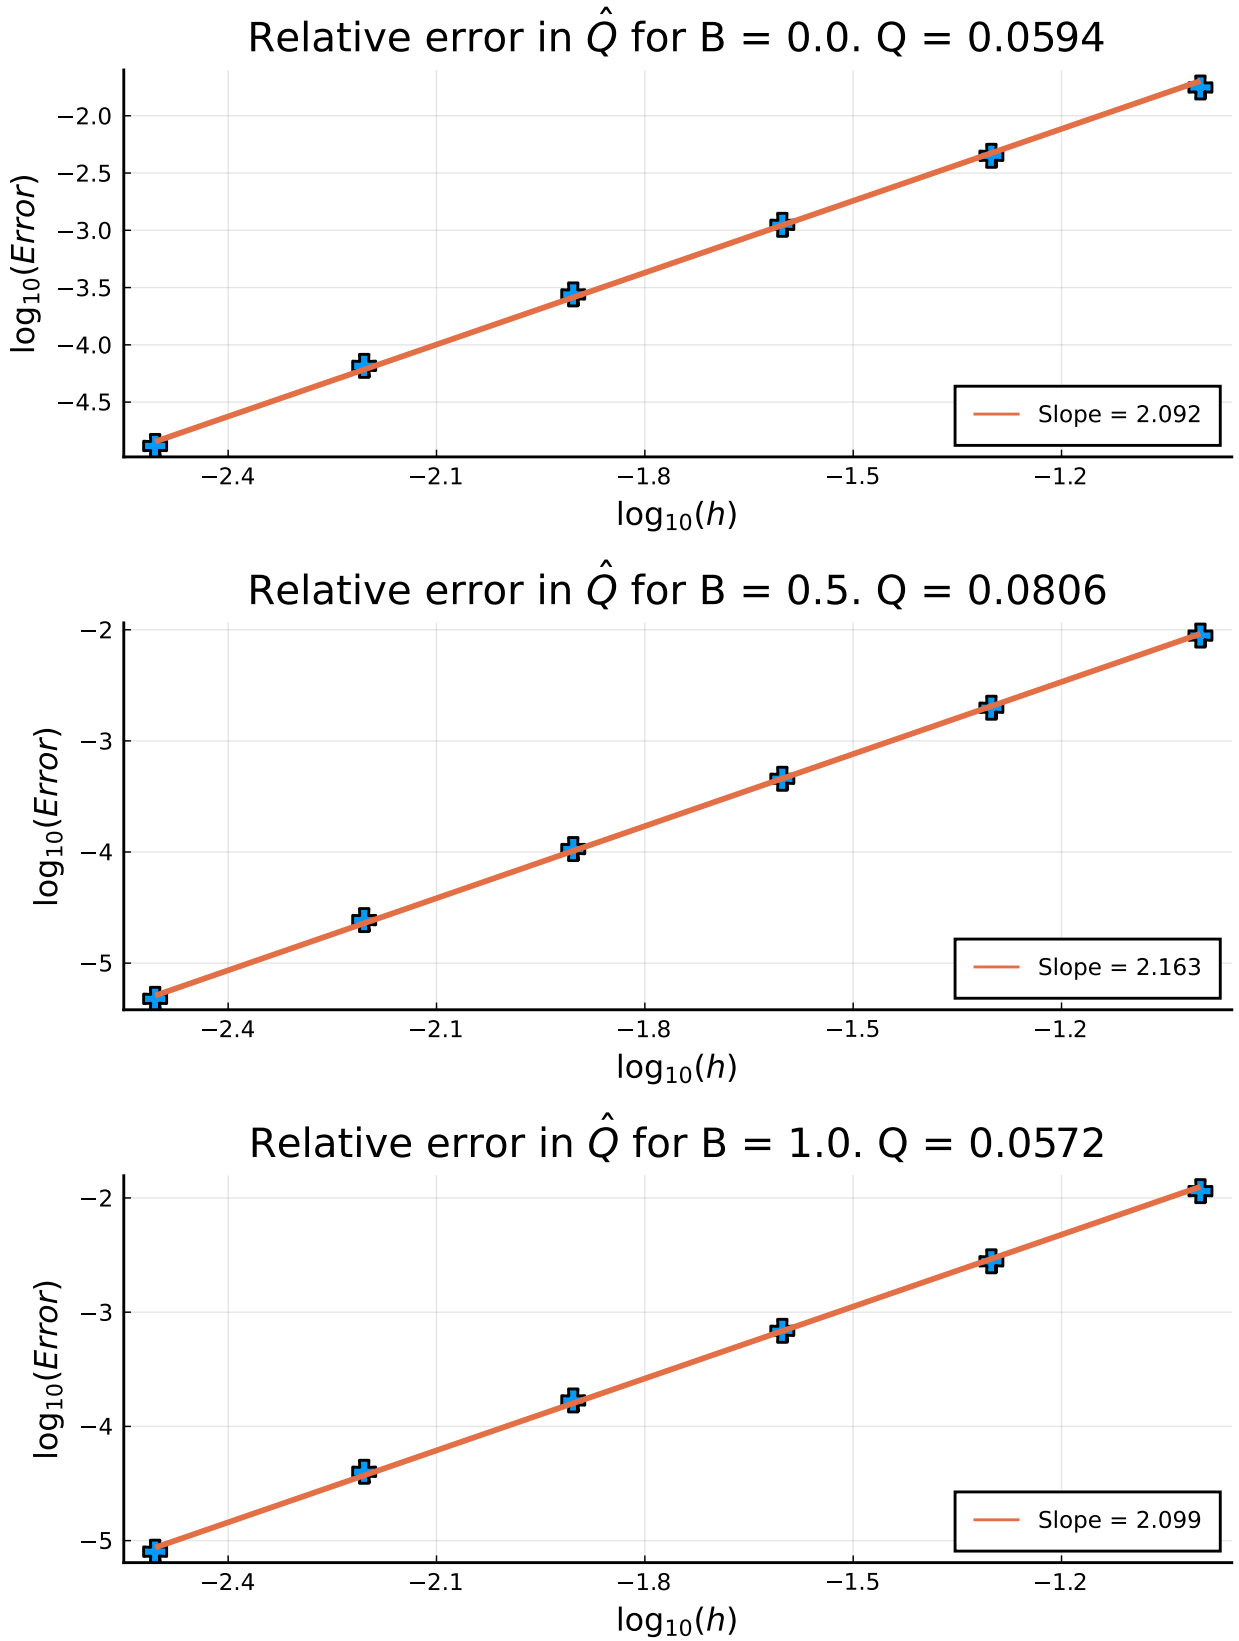 Relative error in Q̂ for B = 0.0. Q = 0.0594
−2.0
−2.5
−3.0
−3.5
−4.0
−4.5
log₁₀(Error)
Slope = 2.092
−2.4 −2.1 −1.8 −1.5 −1.2
log₁₀(h)
Relative error in Q̂ for B = 0.5. Q = 0.0806
−2
−3
−4
−5
log₁₀(Error)
Slope = 2.163
−2.4 −2.1 −1.8 −1.5 −1.2
log₁₀(h)
Relative error in Q̂ for B = 1.0. Q = 0.0572
−2
−3
−4
−5
log₁₀(Error)
Slope = 2.099
−2.4 −2.1 −1.8 −1.5 −1.2
log₁₀(h)